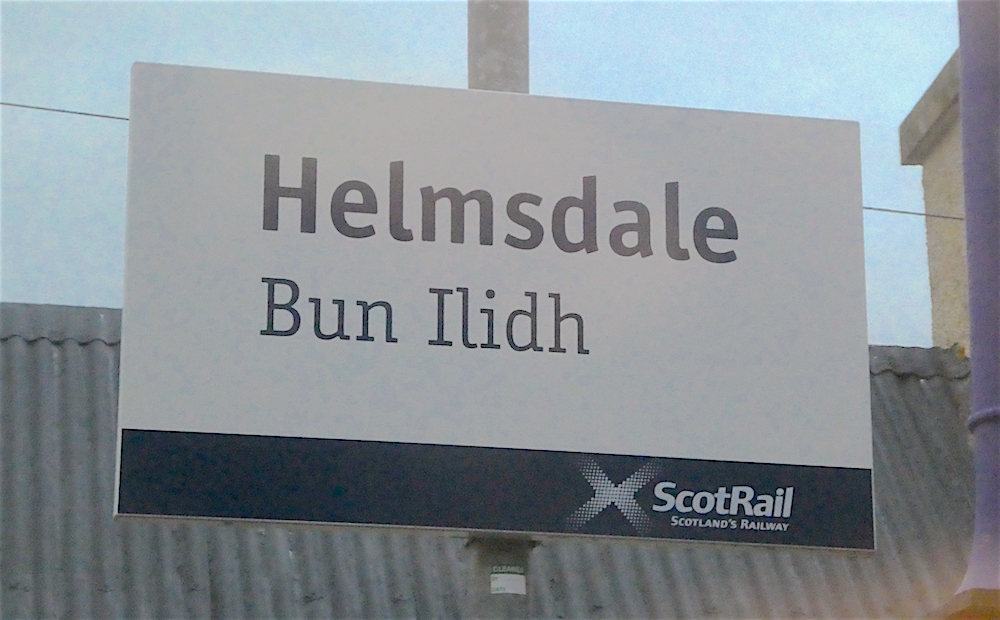 Helmsdale
Bun Ilidh
ScotRail
SCOTLAND'S RAILWAY